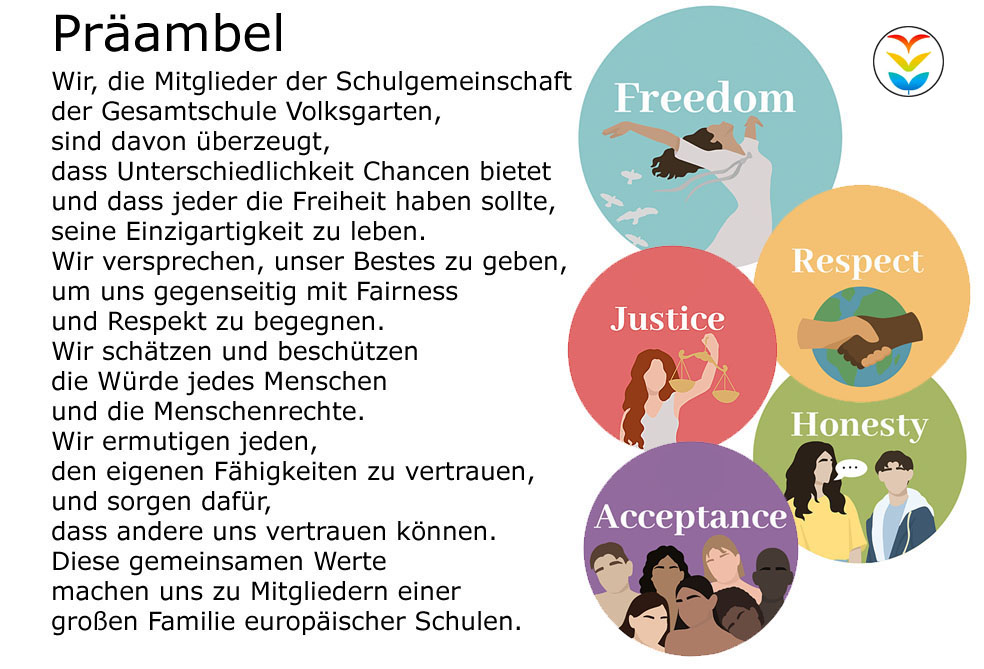 Präambel
Wir, die Mitglieder der Schulgemeinschaft
der Gesamtschule Volksgarten,
sind davon überzeugt,
dass Unterschiedlichkeit Chancen bietet
und dass jeder die Freiheit haben sollte,
seine Einzigartigkeit zu leben.
Wir versprechen, unser Bestes zu geben,
um uns gegenseitig mit Fairness
und Respekt zu begegnen.
Wir schätzen und beschützen
die Würde jedes Menschen
und die Menschenrechte.
Wir ermutigen jeden,
den eigenen Fähigkeiten zu vertrauen,
und sorgen dafür,
dass andere uns vertrauen können.
Diese gemeinsamen Werte
machen uns zu Mitgliedern einer
großen Familie europäischer Schulen.
Freedom
Respect
Justice
Honesty
Acceptance